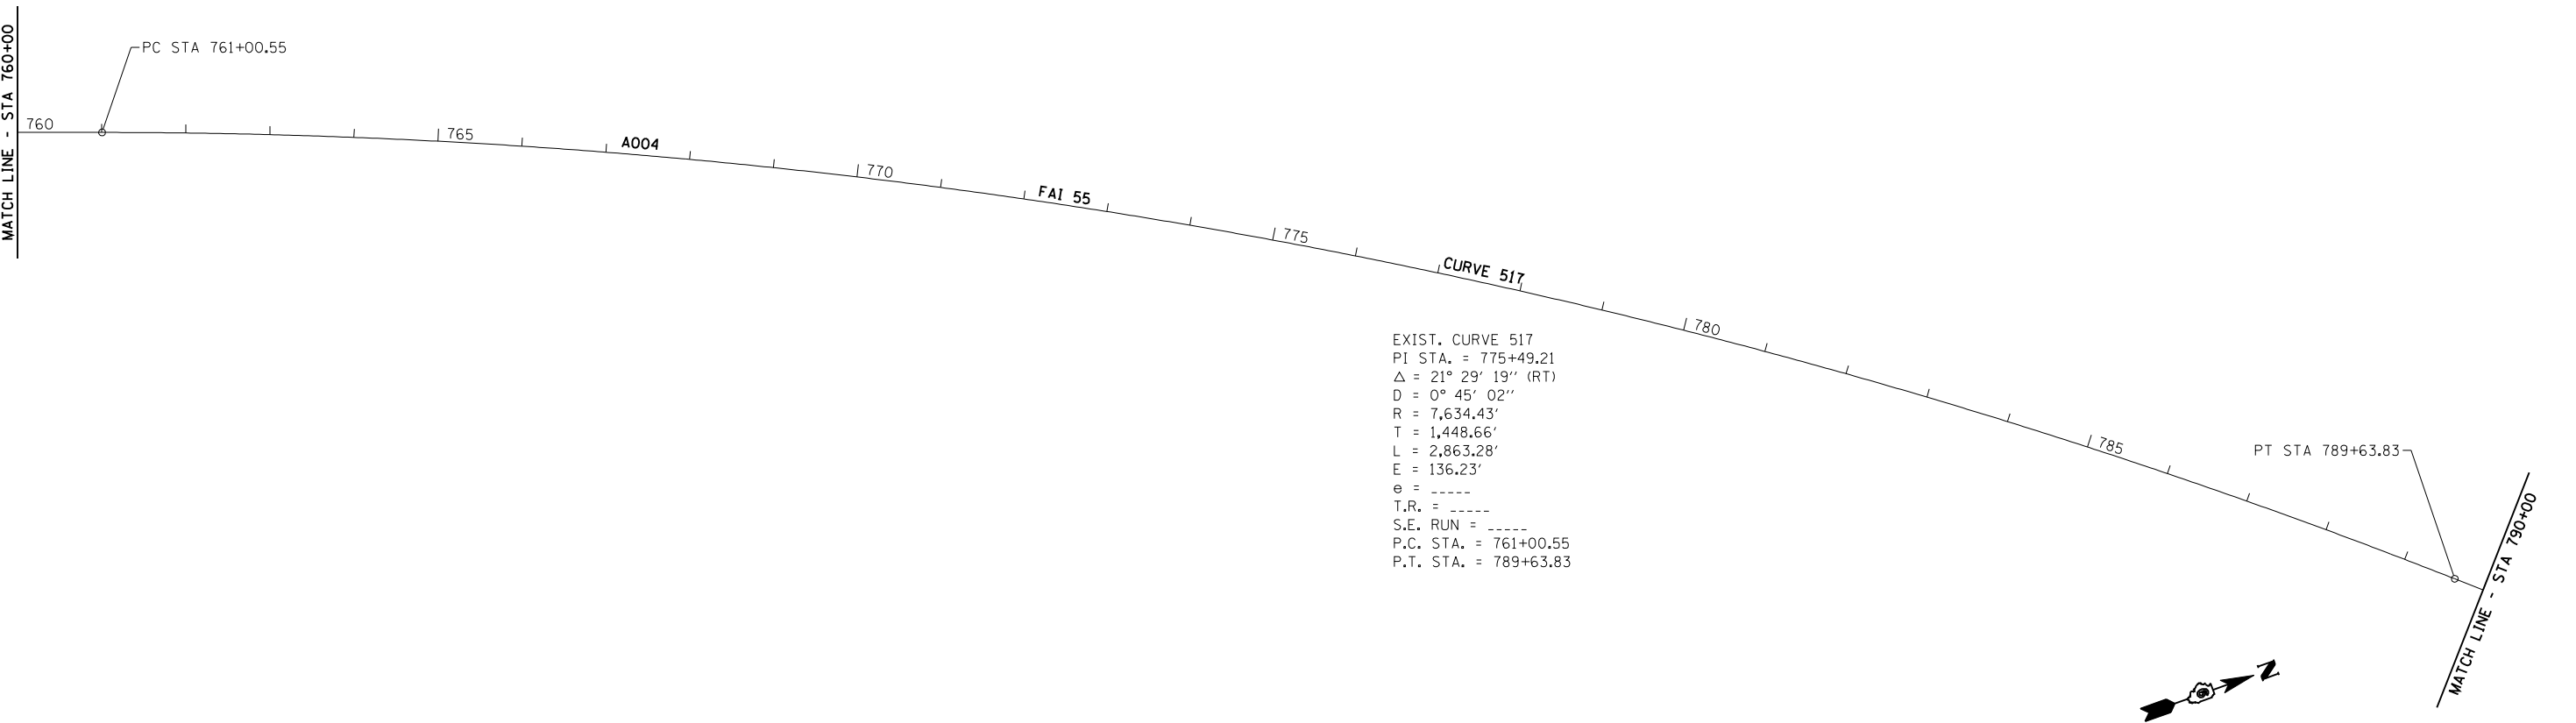 MATCH LINE - STA 760+00
PC STA 761+00.55
760
765
A004
770
FAI 55
775
CURVE 517
780
785
EXIST. CURVE 517
PI STA. = 775+49.21
Δ = 21° 29' 19'' (RT)
D = 0° 45' 02''
R = 7,634.43'
T = 1,448.66'
L = 2,863.28'
E = 136.23'
e = _____
T.R. = _____
S.E. RUN = _____
P.C. STA. = 761+00.55
P.T. STA. = 789+63.83
PT STA 789+63.83
MATCH LINE - STA 790+00
N